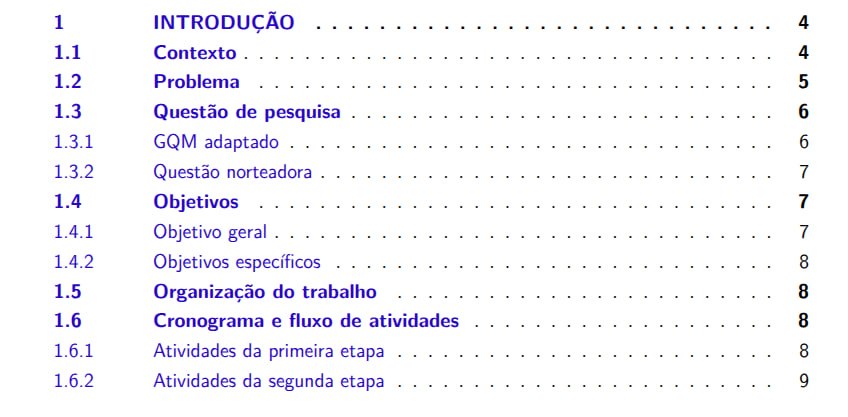 1 INTRODUÇÃO . . . . . . . . . . . . . . . . . . . . . . . . . . . . . 4
1.1 Contexto . . . . . . . . . . . . . . . . . . . . . . . . . . . . . . . . . . 4
1.2 Problema . . . . . . . . . . . . . . . . . . . . . . . . . . . . . . . . . 5
1.3 Questão de pesquisa . . . . . . . . . . . . . . . . . . . . . . . . . . . 6
1.3.1 GQM adaptado . . . . . . . . . . . . . . . . . . . . . . . . . . . . . . . 6
1.3.2 Questão norteadora . . . . . . . . . . . . . . . . . . . . . . . . . . . . . 7
1.4 Objetivos . . . . . . . . . . . . . . . . . . . . . . . . . . . . . . . . . 7
1.4.1 Objetivo geral . . . . . . . . . . . . . . . . . . . . . . . . . . . . . . . . 7
1.4.2 Objetivos específicos . . . . . . . . . . . . . . . . . . . . . . . . . . . . 8
1.5 Organização do trabalho . . . . . . . . . . . . . . . . . . . . . . . . 8
1.6 Cronograma e fluxo de atividades . . . . . . . . . . . . . . . . . . . 8
1.6.1 Atividades da primeira etapa . . . . . . . . . . . . . . . . . . . . . . . . 8
1.6.2 Atividades da segunda etapa . . . . . . . . . . . . . . . . . . . . . . . . 9